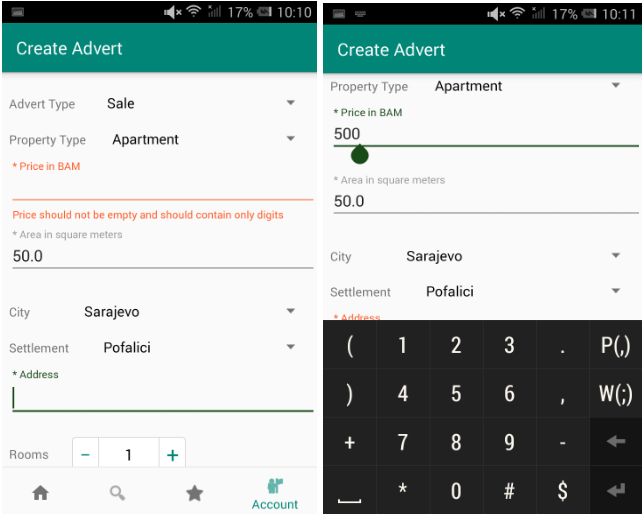 17% 10:10
Create Advert
Advert Type Sale
Property Type Apartment
* Price in BAM
Price should not be empty and should contain only digits
* Area in square meters
50.0
City Sarajevo
Settlement Pofalici
* Address
Rooms − 1 +
Account
17% 10:11
Create Advert
Property Type Apartment
* Price in BAM
500
* Area in square meters
50.0
City Sarajevo
Settlement Pofalici
* Address
( 1 2 3 . P(,)
) 4 5 6 , W(;)
+ 7 8 9 -
* 0 # $